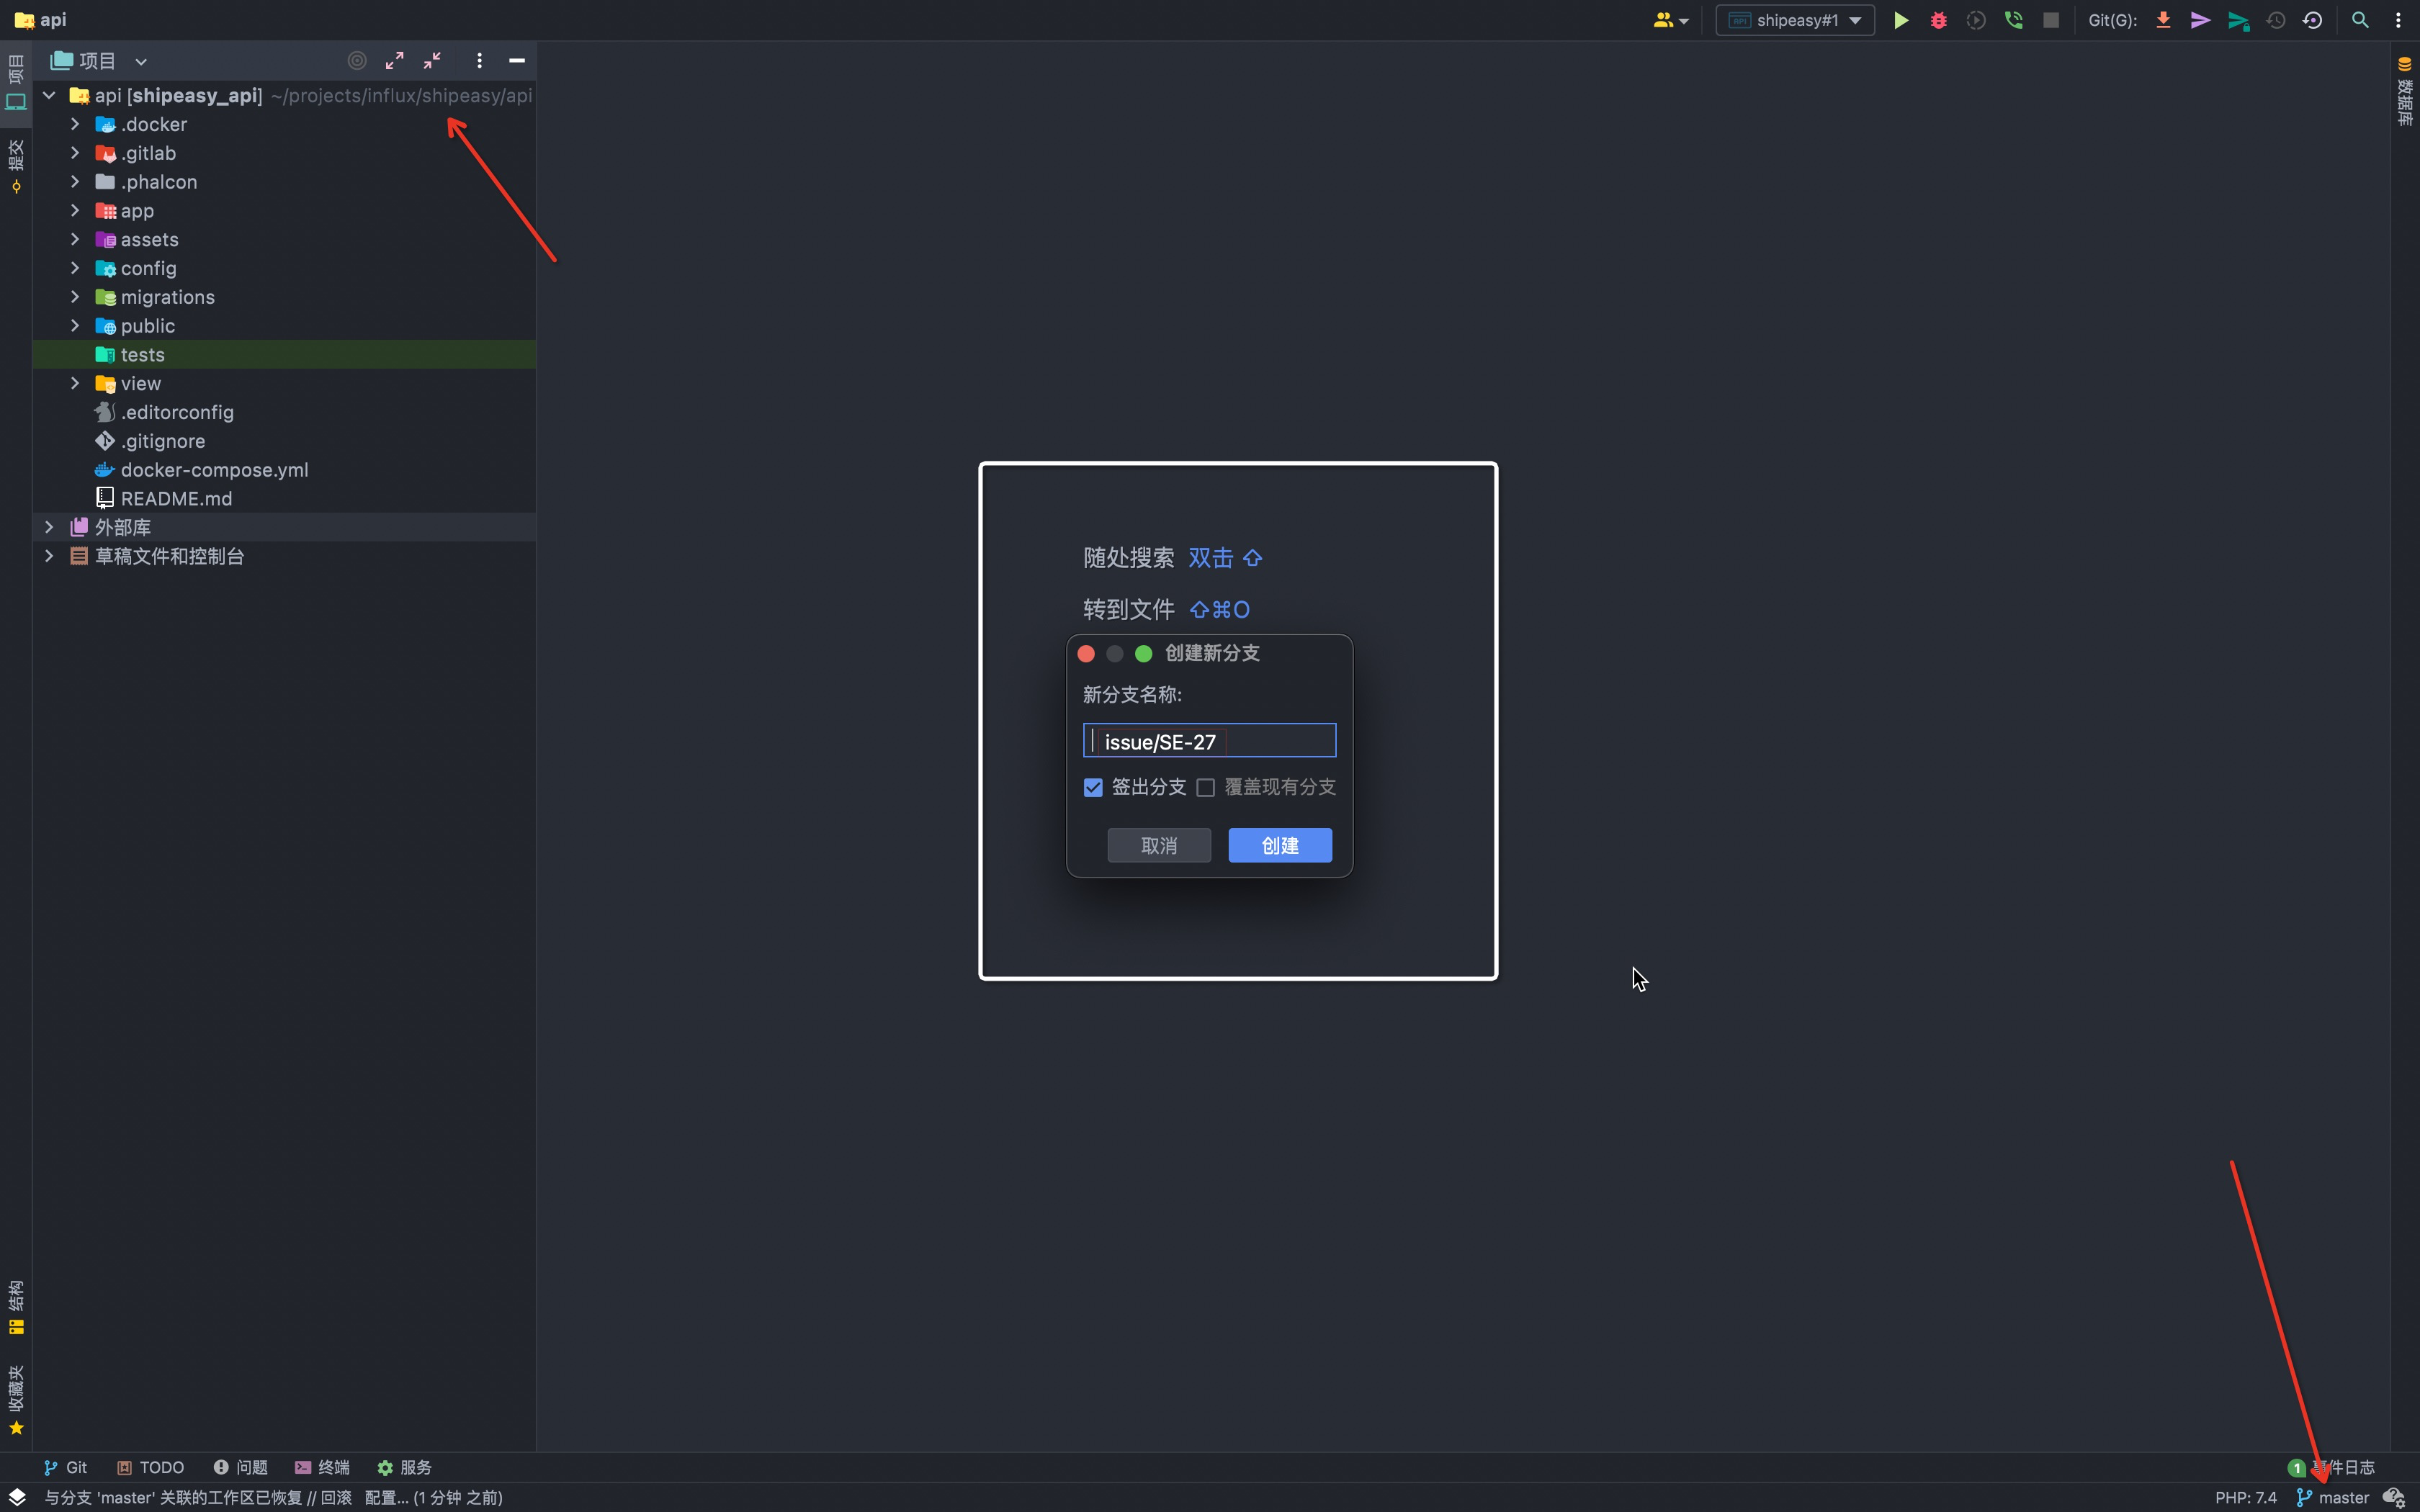 api
shipeasy#1
Git(G):
项目
项目
api [shipeasy_api] ~/projects/influx/shipeasy/api
.docker
.gitlab
.phalcon
app
assets
config
migrations
public
tests
view
.editorconfig
.gitignore
docker-compose.yml
README.md
外部库
草稿文件和控制台
提交
结构
收藏夹
数据库
随处搜索 双击 ⇧
转到文件 ⇧⌘O
创建新分支
新分支名称:
issue/SE-27
签出分支 覆盖现有分支
取消 创建
Git TODO 问题 终端 服务
1 事件日志
与分支 'master' 关联的工作区已恢复 // 回滚 配置... (1 分钟 之前)
PHP: 7.4 master